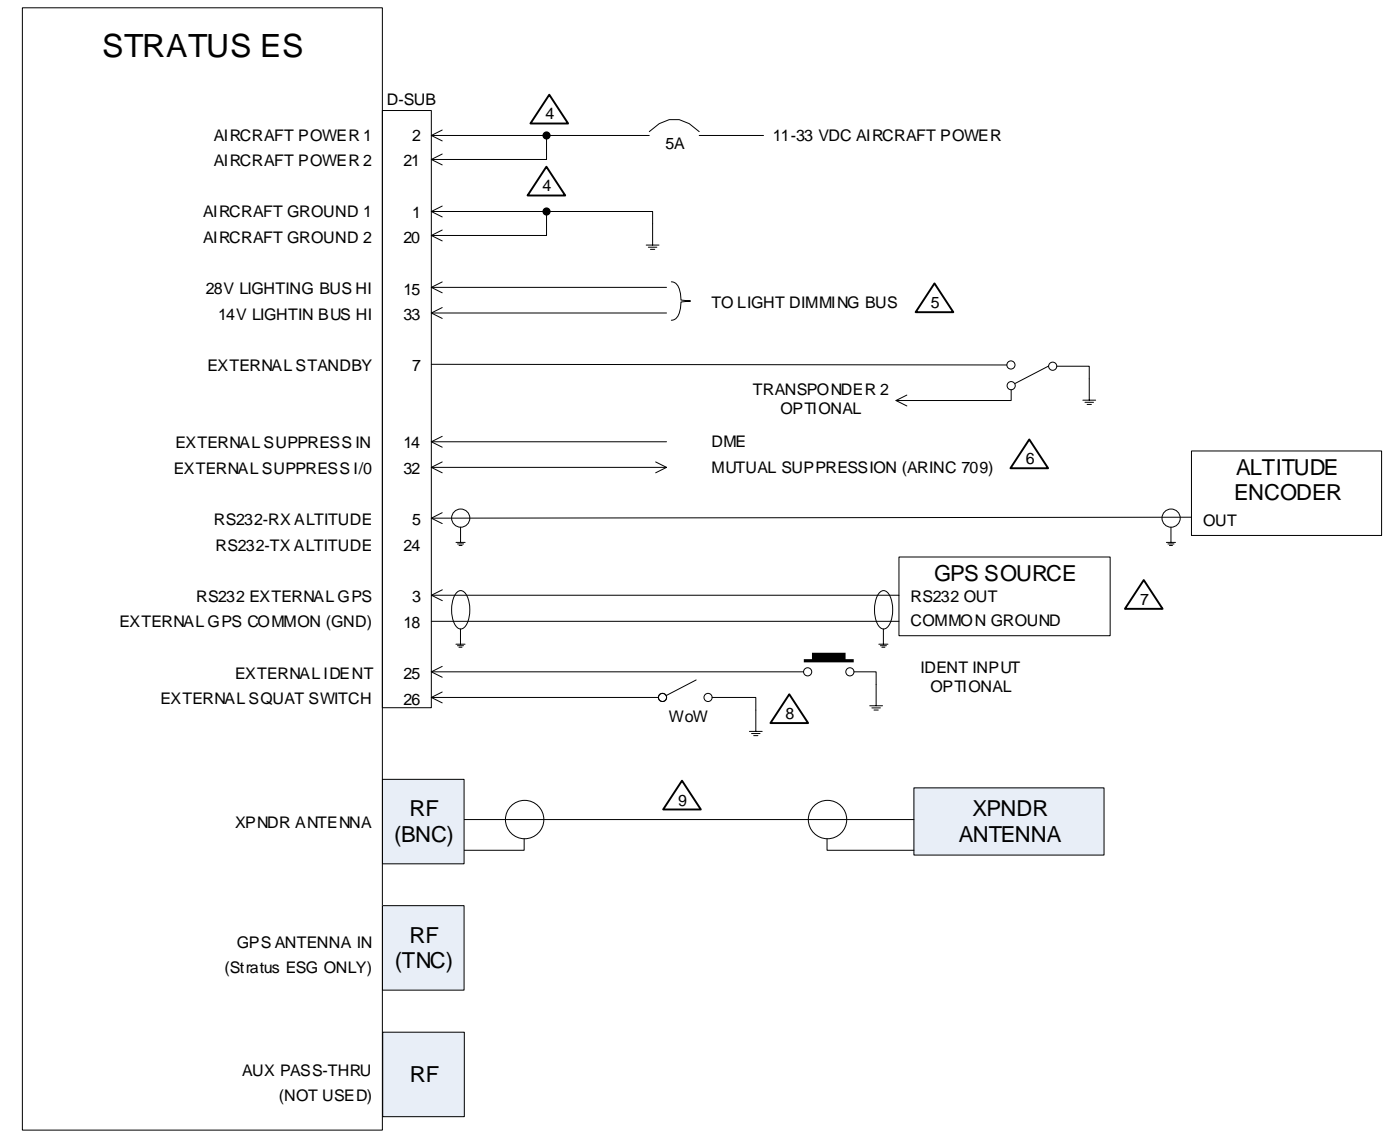 STRATUS ES
D-SUB
4
AIRCRAFT POWER 1 2 5A 11-33 VDC AIRCRAFT POWER
AIRCRAFT POWER 2 21
4
AIRCRAFT GROUND 1 1
AIRCRAFT GROUND 2 20
28V LIGHTING BUS HI 15
TO LIGHT DIMMING BUS 5
14V LIGHTIN BUS HI 33
EXTERNAL STANDBY 7
TRANSPONDER 2
OPTIONAL
EXTERNAL SUPPRESS IN 14 DME
EXTERNAL SUPPRESS I/0 32 MUTUAL SUPPRESSION (ARINC 709) 6
ALTITUDE
ENCODER
RS232-RX ALTITUDE 5 OUT
RS232-TX ALTITUDE 24
GPS SOURCE
RS232 EXTERNAL GPS 3 RS232 OUT 7
EXTERNAL GPS COMMON (GND) 18 COMMON GROUND
EXTERNAL IDENT 25 IDENT INPUT
OPTIONAL
EXTERNAL SQUAT SWITCH 26
WoW 8
9
XPNDR ANTENNA
RF
(BNC)
XPNDR
ANTENNA
GPS ANTENNA IN
(Stratus ESG ONLY)
RF
(TNC)
AUX PASS-THRU
(NOT USED)
RF